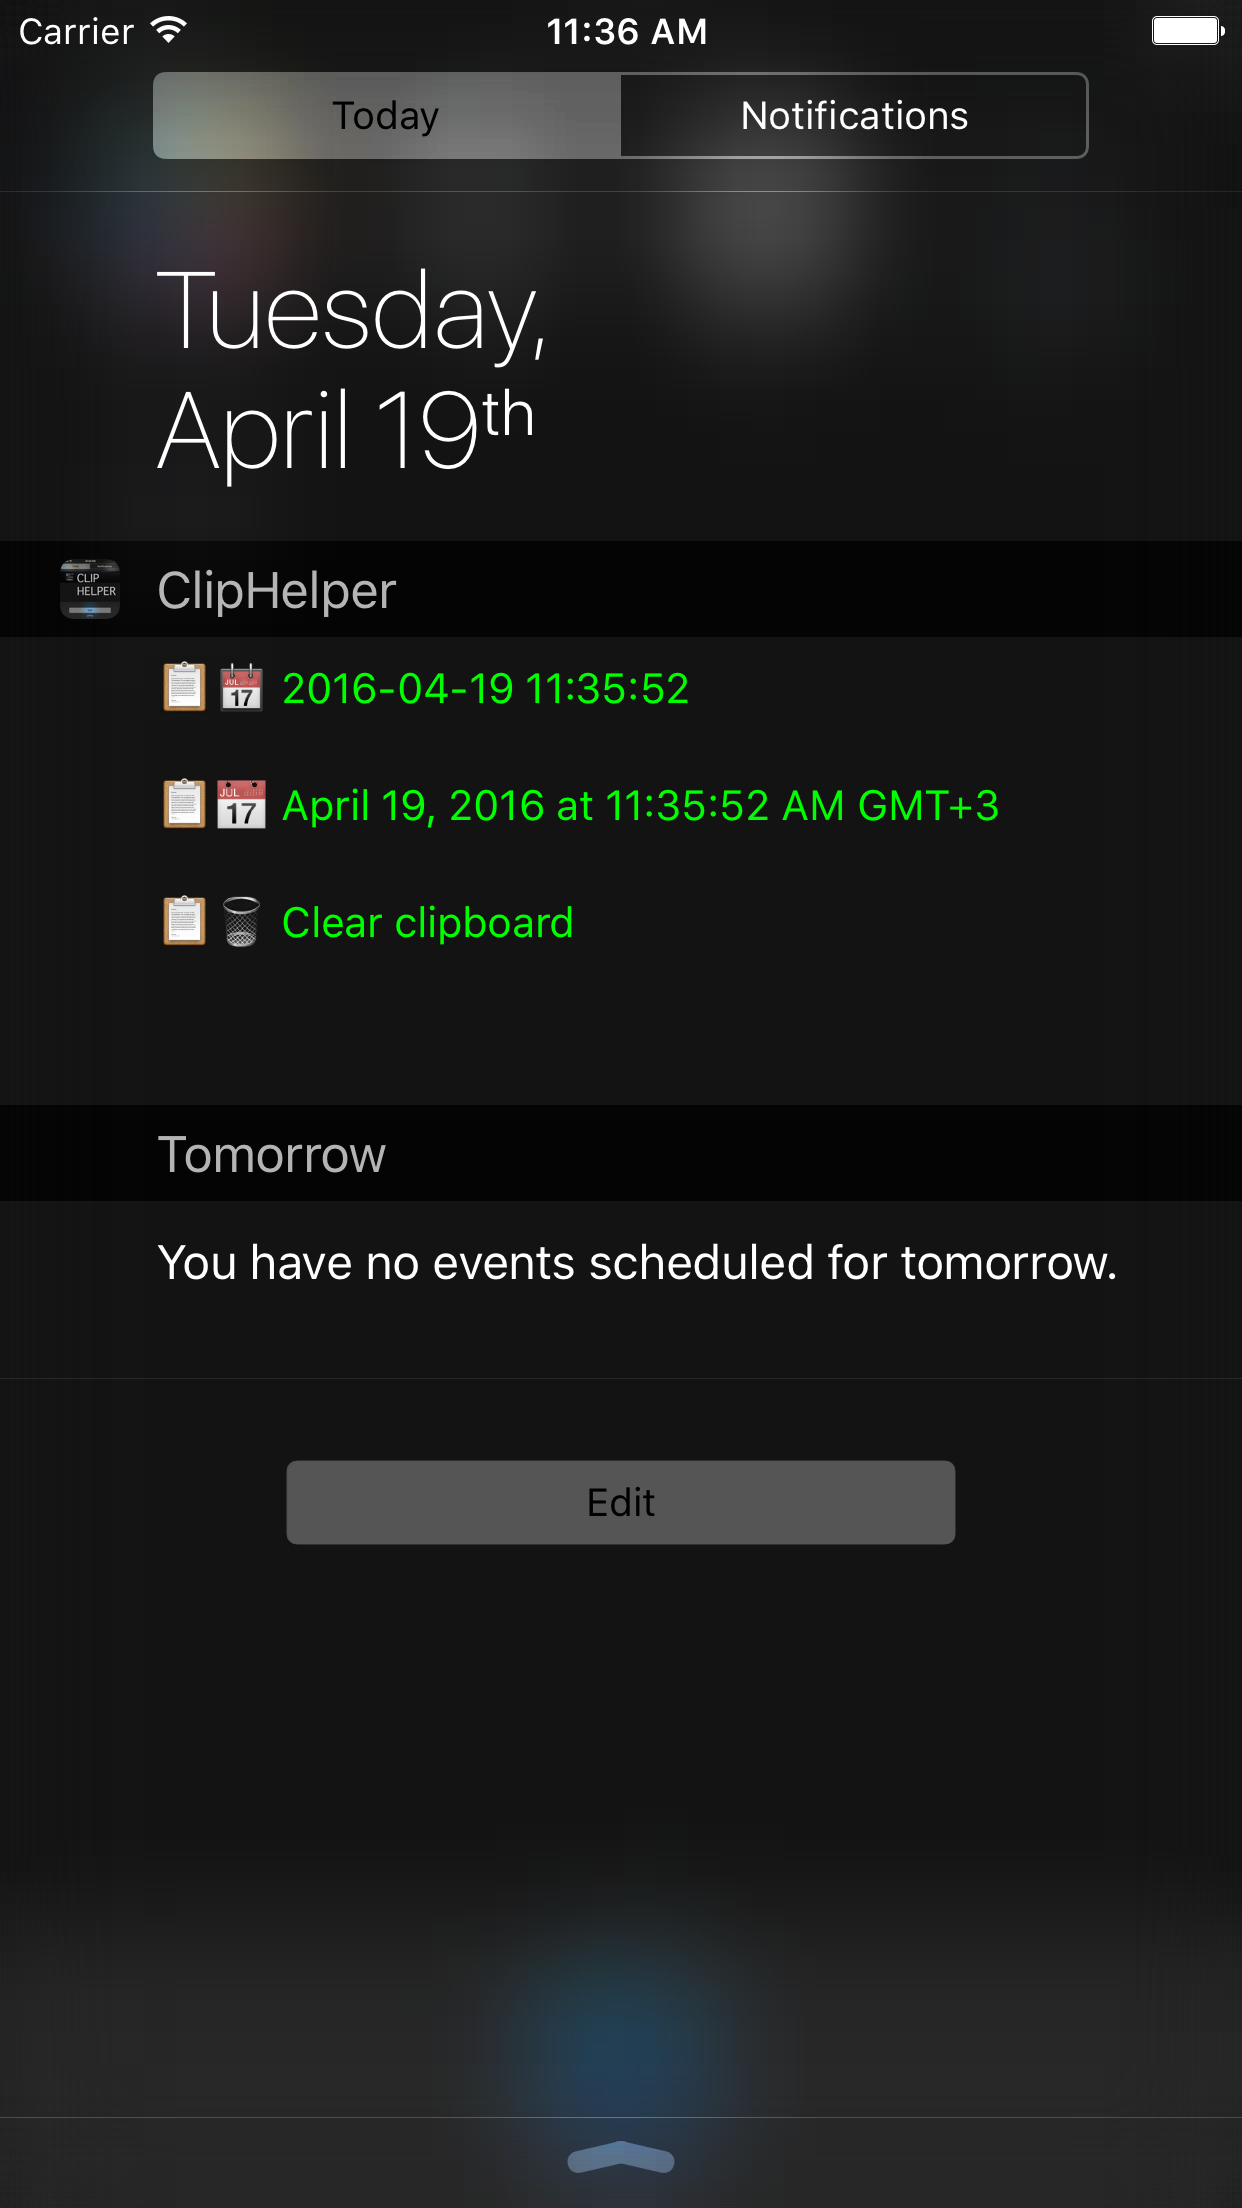 Carrier 11:36 AM
Today Notifications
Tuesday,
April 19th
CLIP
HELPER
ClipHelper
JUL
17
2016-04-19 11:35:52
JUL
17
April 19, 2016 at 11:35:52 AM GMT+3
Clear clipboard
Tomorrow
You have no events scheduled for tomorrow.
Edit